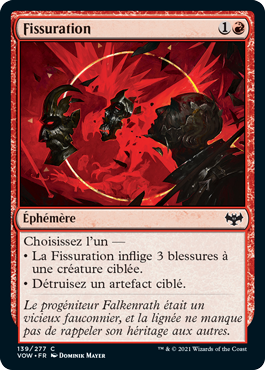 Fissuration 1
Éphémère
Choisissez l'un —
• La Fissuration inflige 3 blessures à
une créature ciblée.
• Détruisez un artefact ciblé.
Le progéniteur Falkenrath était un
vicieux fauconnier, et la lignée ne manque
pas de rappeler son héritage aux autres.
139/277 C
VOW • FR Dominik Mayer
™ & © 2021 Wizards of the Coast